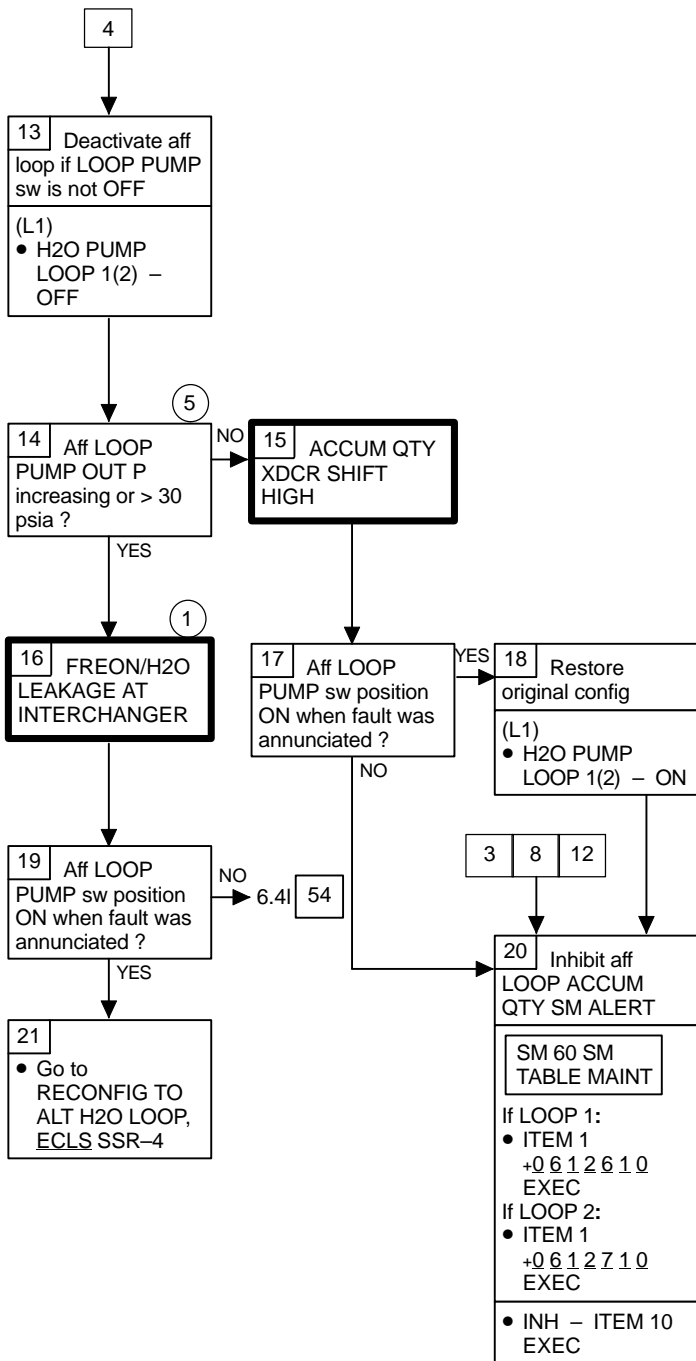 4
13 Deactivate aff
loop if LOOP PUMP
sw is not OFF
(L1)
• H2O PUMP
LOOP 1(2) –
OFF
5
14 Aff LOOP
PUMP OUT P
increasing or > 30
psia ?
NO
YES
15 ACCUM QTY
XDCR SHIFT
HIGH
1
16 FREON/H2O
LEAKAGE AT
INTERCHANGER
17 Aff LOOP
PUMP sw position
ON when fault was
annunciated ?
YES
NO
18 Restore
original config
(L1)
• H2O PUMP
LOOP 1(2) – ON
19 Aff LOOP
PUMP sw position
ON when fault was
annunciated ?
NO
6.4I 54
YES
3 8 12
20 Inhibit aff
LOOP ACCUM
QTY SM ALERT
SM 60 SM
TABLE MAINT
If LOOP 1:
• ITEM 1
+0 6 1 2 6 1 0
EXEC
If LOOP 2:
• ITEM 1
+0 6 1 2 7 1 0
EXEC
• INH – ITEM 10
EXEC
21
• Go to
RECONFIG TO
ALT H2O LOOP,
ECLS SSR–4